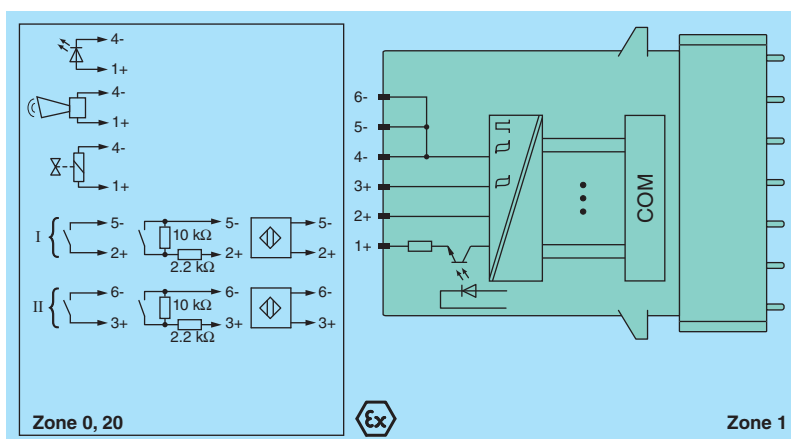 4-
1+
4-
1+
4-
1+
I
5-
2+
10 kΩ
2.2 kΩ
5-
2+
5-
2+
II
6-
3+
10 kΩ
2.2 kΩ
6-
3+
6-
3+
Zone 0, 20
6-
5-
4-
3+
2+
1+
COM
εx
Zone 1